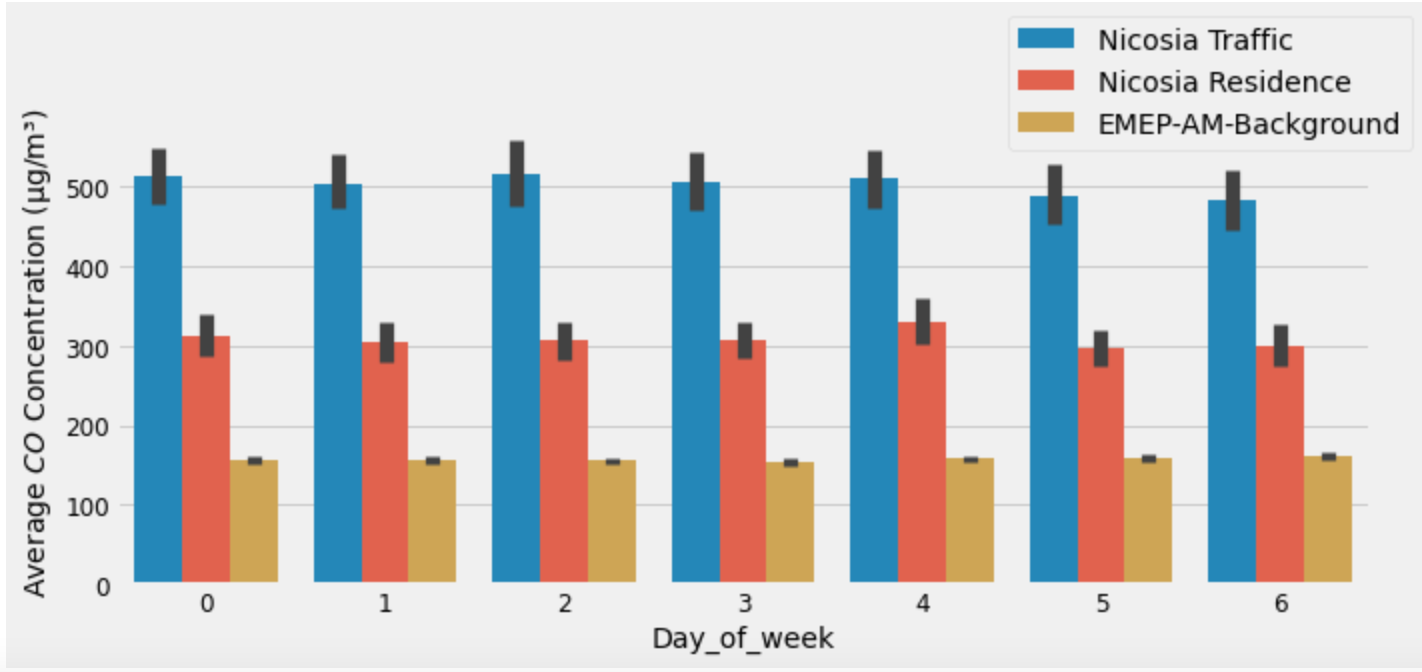 Nicosia Traffic
Nicosia Residence
EMEP-AM-Background
Average CO Concentration (µg/m³)
500
400
300
200
100
0
0 1 2 3 4 5 6
Day_of_week